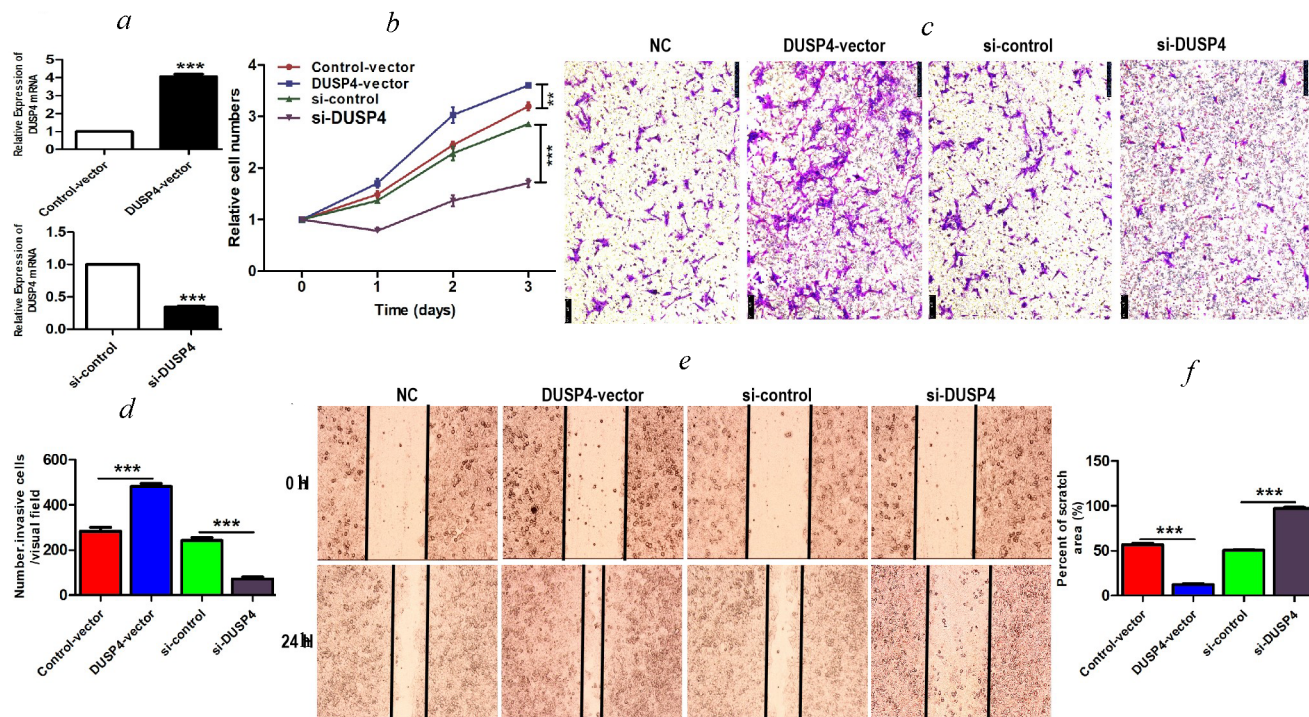 a
Relative Expression of
DUSP4 mRNA
5
4
3
2
1
0
***
Control-vector
DUSP4-vector
Relative Expression of
DUSP4 mRNA
1.5
1.0
0.5
0.0
***
si-control
si-DUSP4
b
Relative cell numbers
4
3
2
1
0
Control-vector
DUSP4-vector
si-control
si-DUSP4
**
***
0 1 2 3
Time (days)
c
NC DUSP4-vector si-control si-DUSP4
d
Number.invasive cells
/visual field
600
400
200
0
*** ***
Control-vector
DUSP4-vector
si-control
si-DUSP4
e
NC DUSP4-vector si-control si-DUSP4
0 H
24 H
f
Percent of scratch
area (%)
150
100
50
0
*** ***
Control-vector
DUSP4-vector
si-control
si-DUSP4